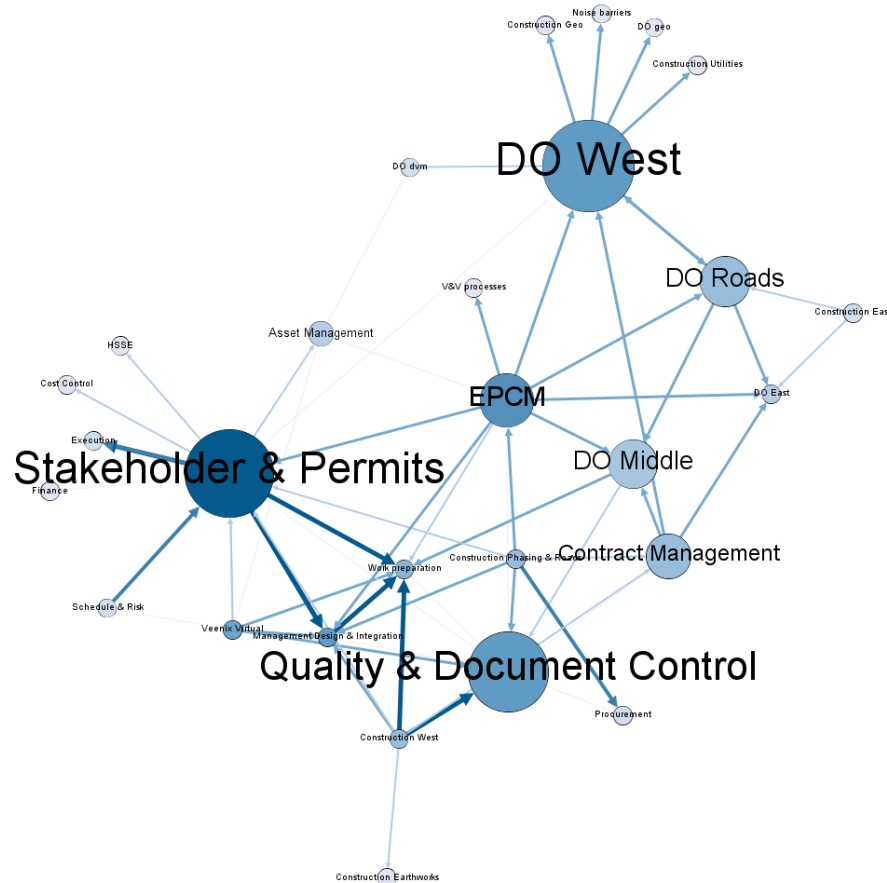 Noise barriers
Construction Geo
DO geo
Construction Utilities
DO West
DO dvm
DO Roads
V&V processes
Construction East
Asset Management
HSSE
Cost Control
EPCM
DO East
Execution
Stakeholder & Permits
DO Middle
Finance
Construction Phasing & Roads
Contract Management
Work preparation
Schedule & Risk
Veenix Virtual
Management Design & Integration
Quality & Document Control
Procurement
Construction West
Construction Earthworks